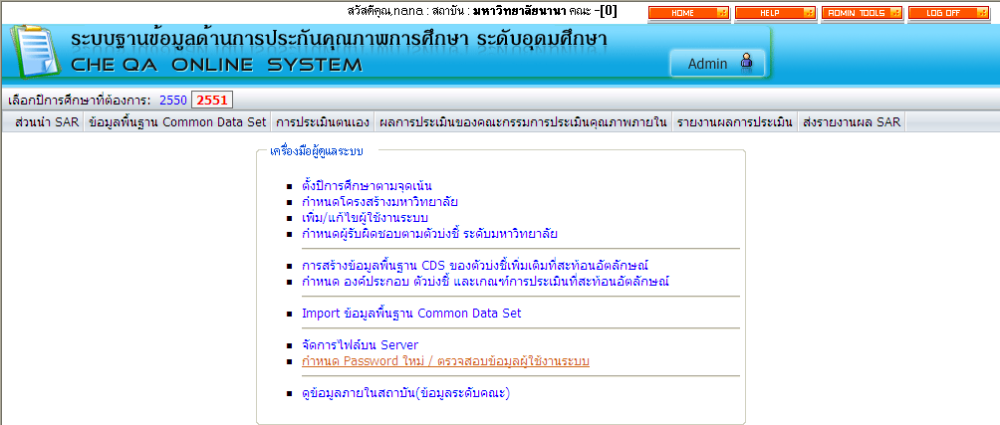 สวัสดีคุณ,nana : สถาบัน : มหาวิทยาลัยนานา คณะ -[0] HOME HELP ADMIN TOOLS LOG OFF
ระบบฐานข้อมูลด้านการประกันคุณภาพการศึกษา ระดับอุดมศึกษา
CHE QA ONLINE SYSTEM
Admin
เลือกปีการศึกษาที่ต้องการ: 2550 2551
ส่วนนำ SAR ข้อมูลพื้นฐาน Common Data Set การประเมินตนเอง ผลการประเมินของคณะกรรมการประเมินคุณภาพภายใน รายงานผลการประเมิน ส่งรายงานผล SAR
เครื่องมือผู้ดูแลระบบ
ตั้งปีการศึกษาตามจุดเน้น
กำหนดโครงสร้างมหาวิทยาลัย
เพิ่ม/แก้ไขผู้ใช้งานระบบ
กำหนดผู้รับผิดชอบตามตัวบ่งชี้ ระดับมหาวิทยาลัย
การสร้างข้อมูลพื้นฐาน CDS ของตัวบ่งชี้เพิ่มเติมที่สะท้อนอัตลักษณ์
กำหนด องค์ประกอบ ตัวบ่งชี้ และเกณฑ์การประเมินที่สะท้อนอัตลักษณ์
Import ข้อมูลพื้นฐาน Common Data Set
จัดการไฟล์บน Server
กำหนด Password ใหม่ / ตรวจสอบข้อมูลผู้ใช้งานระบบ
ดูข้อมูลภายในสถาบัน(ข้อมูลระดับคณะ)